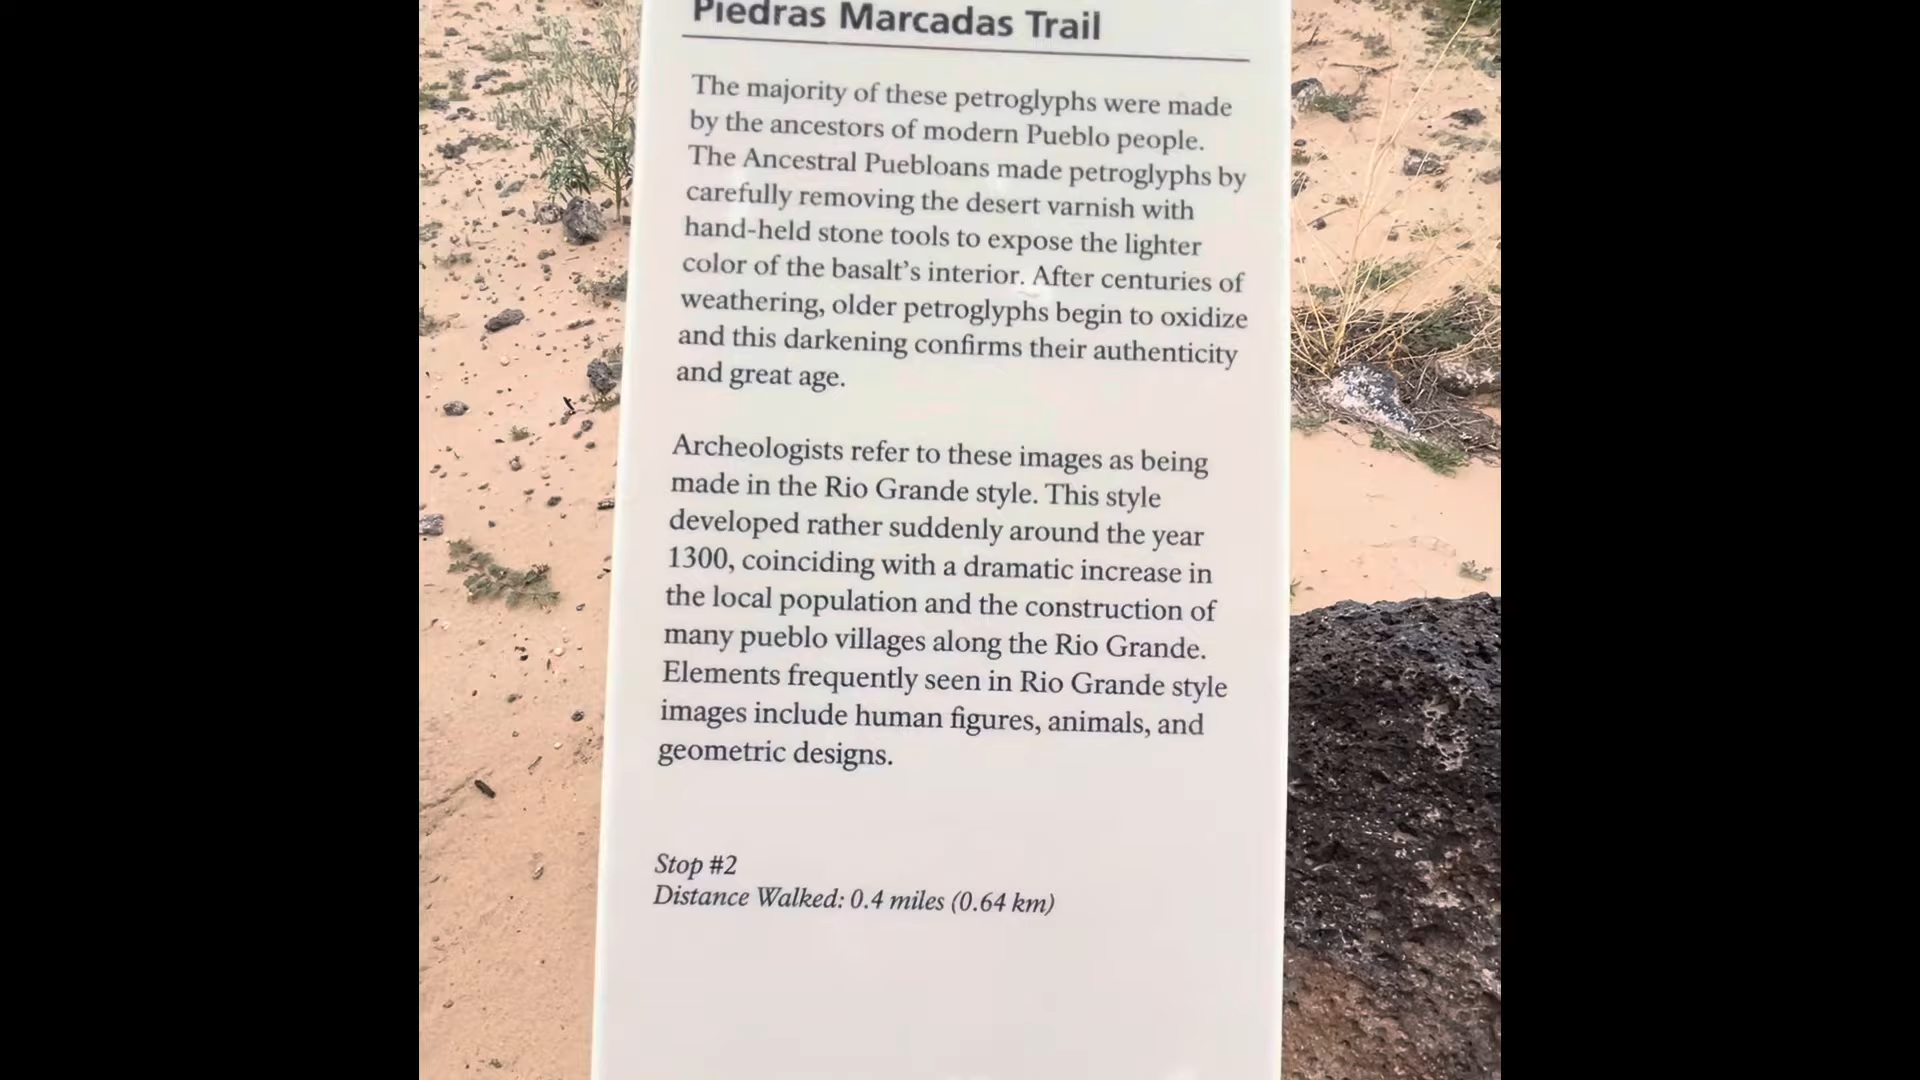 Piedras Marcadas Trail
The majority of these petroglyphs were made
by the ancestors of modern Pueblo people.
The Ancestral Puebloans made petroglyphs by
carefully removing the desert varnish with
hand-held stone tools to expose the lighter
color of the basalt's interior. After centuries of
weathering, older petroglyphs begin to oxidize
and this darkening confirms their authenticity
and great age.
Archeologists refer to these images as being
made in the Rio Grande style. This style
developed rather suddenly around the year
1300, coinciding with a dramatic increase in
the local population and the construction of
many pueblo villages along the Rio Grande.
Elements frequently seen in Rio Grande style
images include human figures, animals, and
geometric designs.
Stop #2
Distance Walked: 0.4 miles (0.64 km)